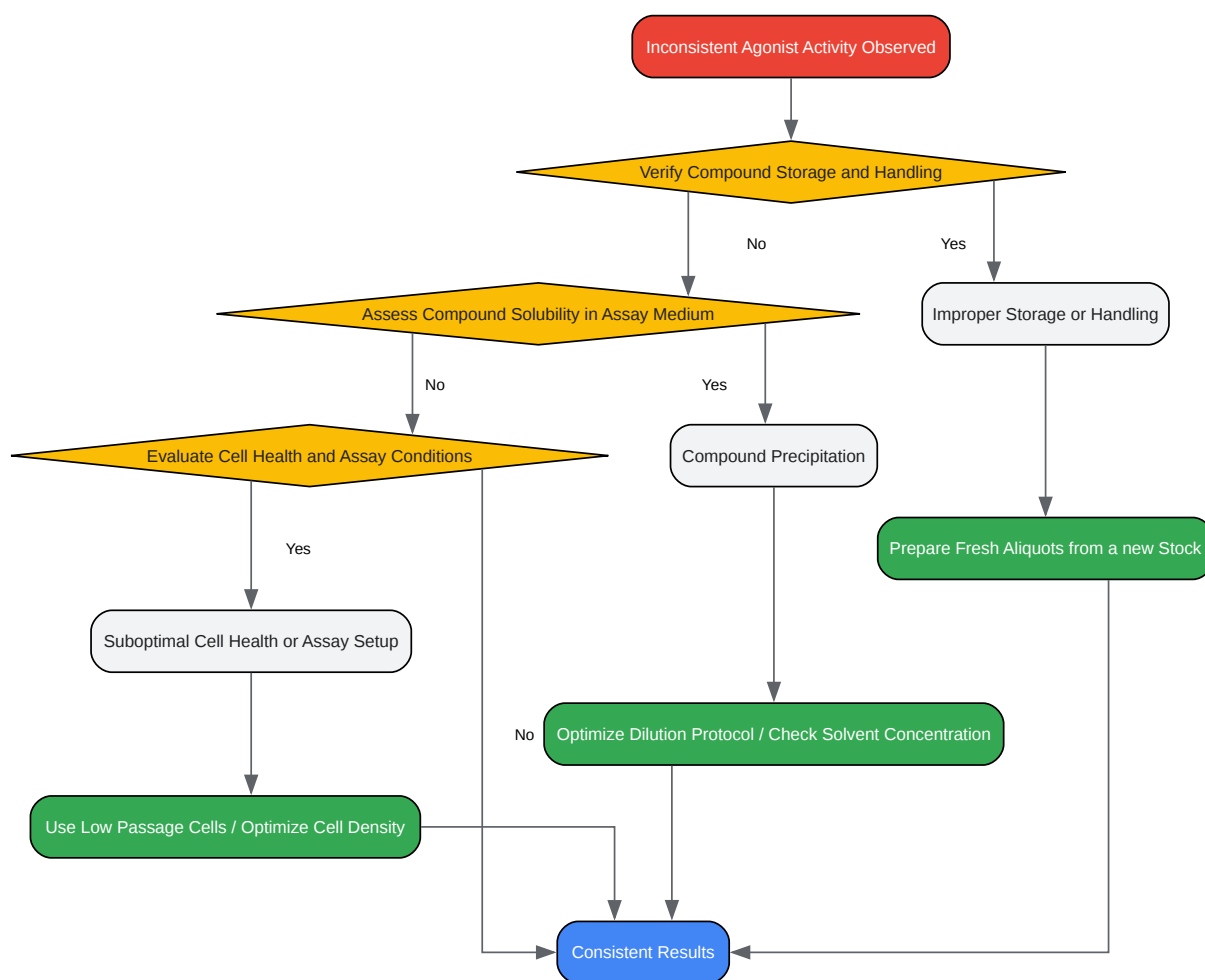 Inconsistent Agonist Activity Observed
Verify Compound Storage and Handling
No
Yes
Assess Compound Solubility in Assay Medium
Improper Storage or Handling
No
Yes
Evaluate Cell Health and Assay Conditions
Compound Precipitation
Yes
Prepare Fresh Aliquots from a new Stock
Suboptimal Cell Health or Assay Setup
No
Optimize Dilution Protocol / Check Solvent Concentration
Use Low Passage Cells / Optimize Cell Density
Consistent Results